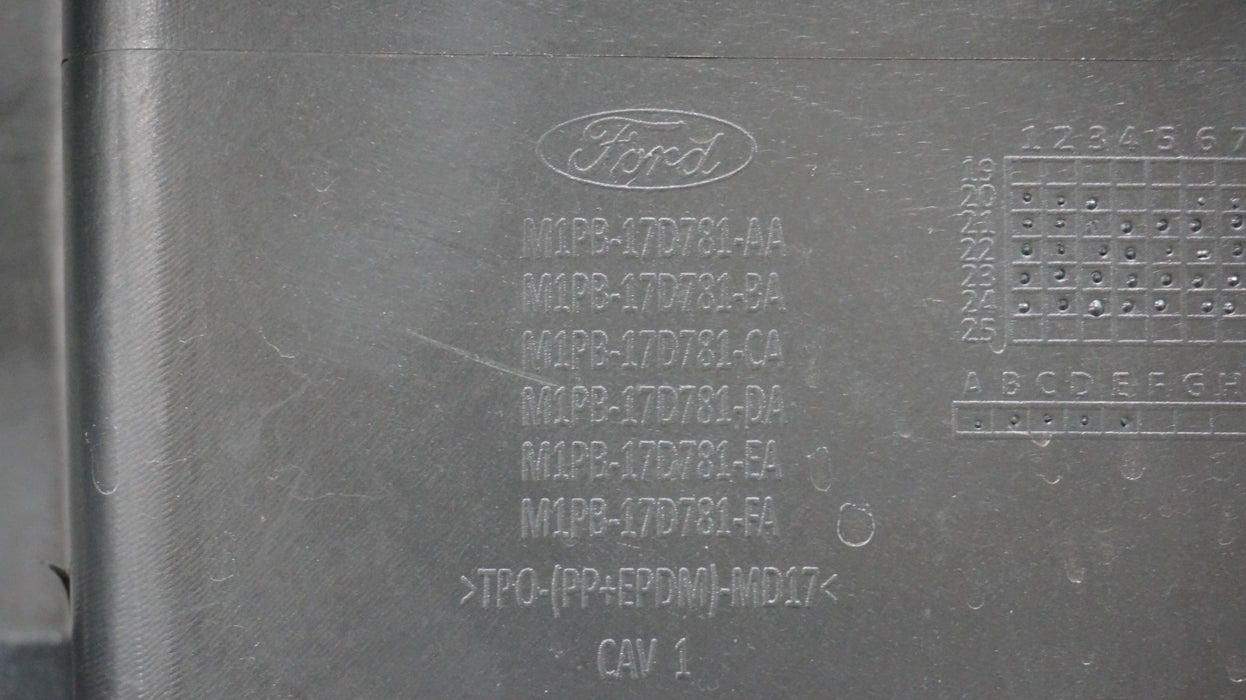 Ford
M1PB-17D781-AA
M1PB-17D781-BA
M1PB-17D781-CA
M1PB-17D781-DA
M1PB-17D781-EA
M1PB-17D781-FA
>TPO-(PP+EPDM)-MD17<
CAV 1
1 2 3 4 5 6 7
19
20
21
22
23
24
25
A B C D E F G H